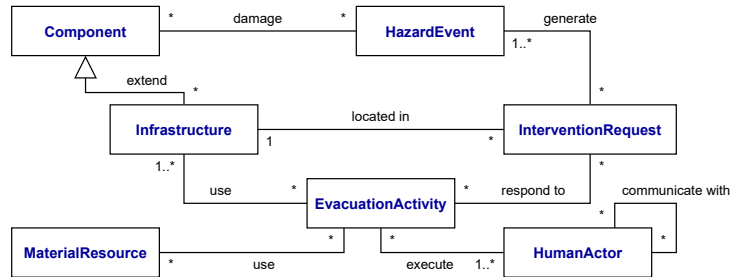 * damage * generate
Component HazardEvent
1..*
extend
* *
located in
Infrastructure InterventionRequest
1 *
1..* *
use * * respond to communicate with
EvacuationActivity
*
* * *
MaterialResource HumanActor
* use execute 1..*